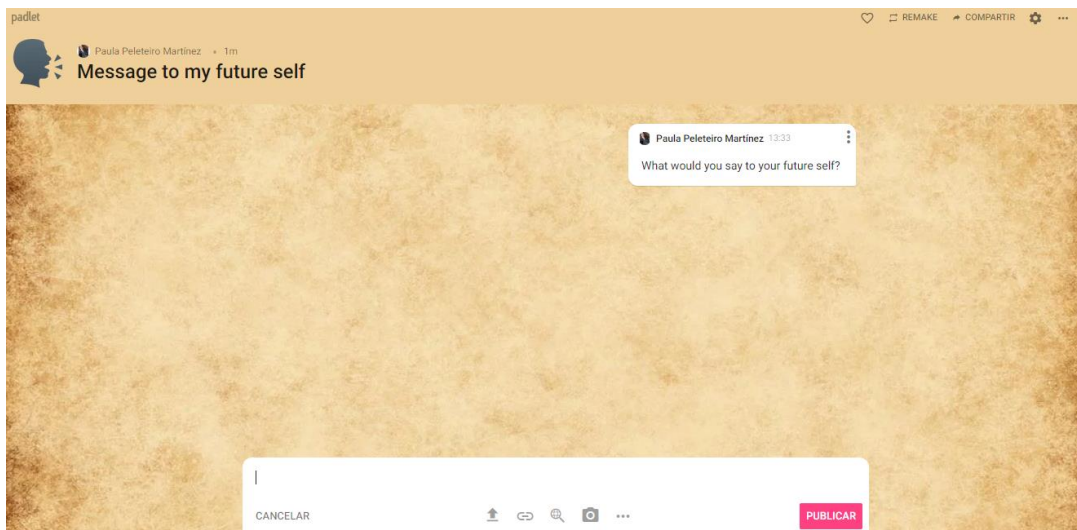 padlet
REMAKE COMPARTIR
Paula Peleteiro Martínez • 1m
Message to my future self
Paula Peleteiro Martínez 13:33
What would you say to your future self?
CANCELAR
PUBLICAR